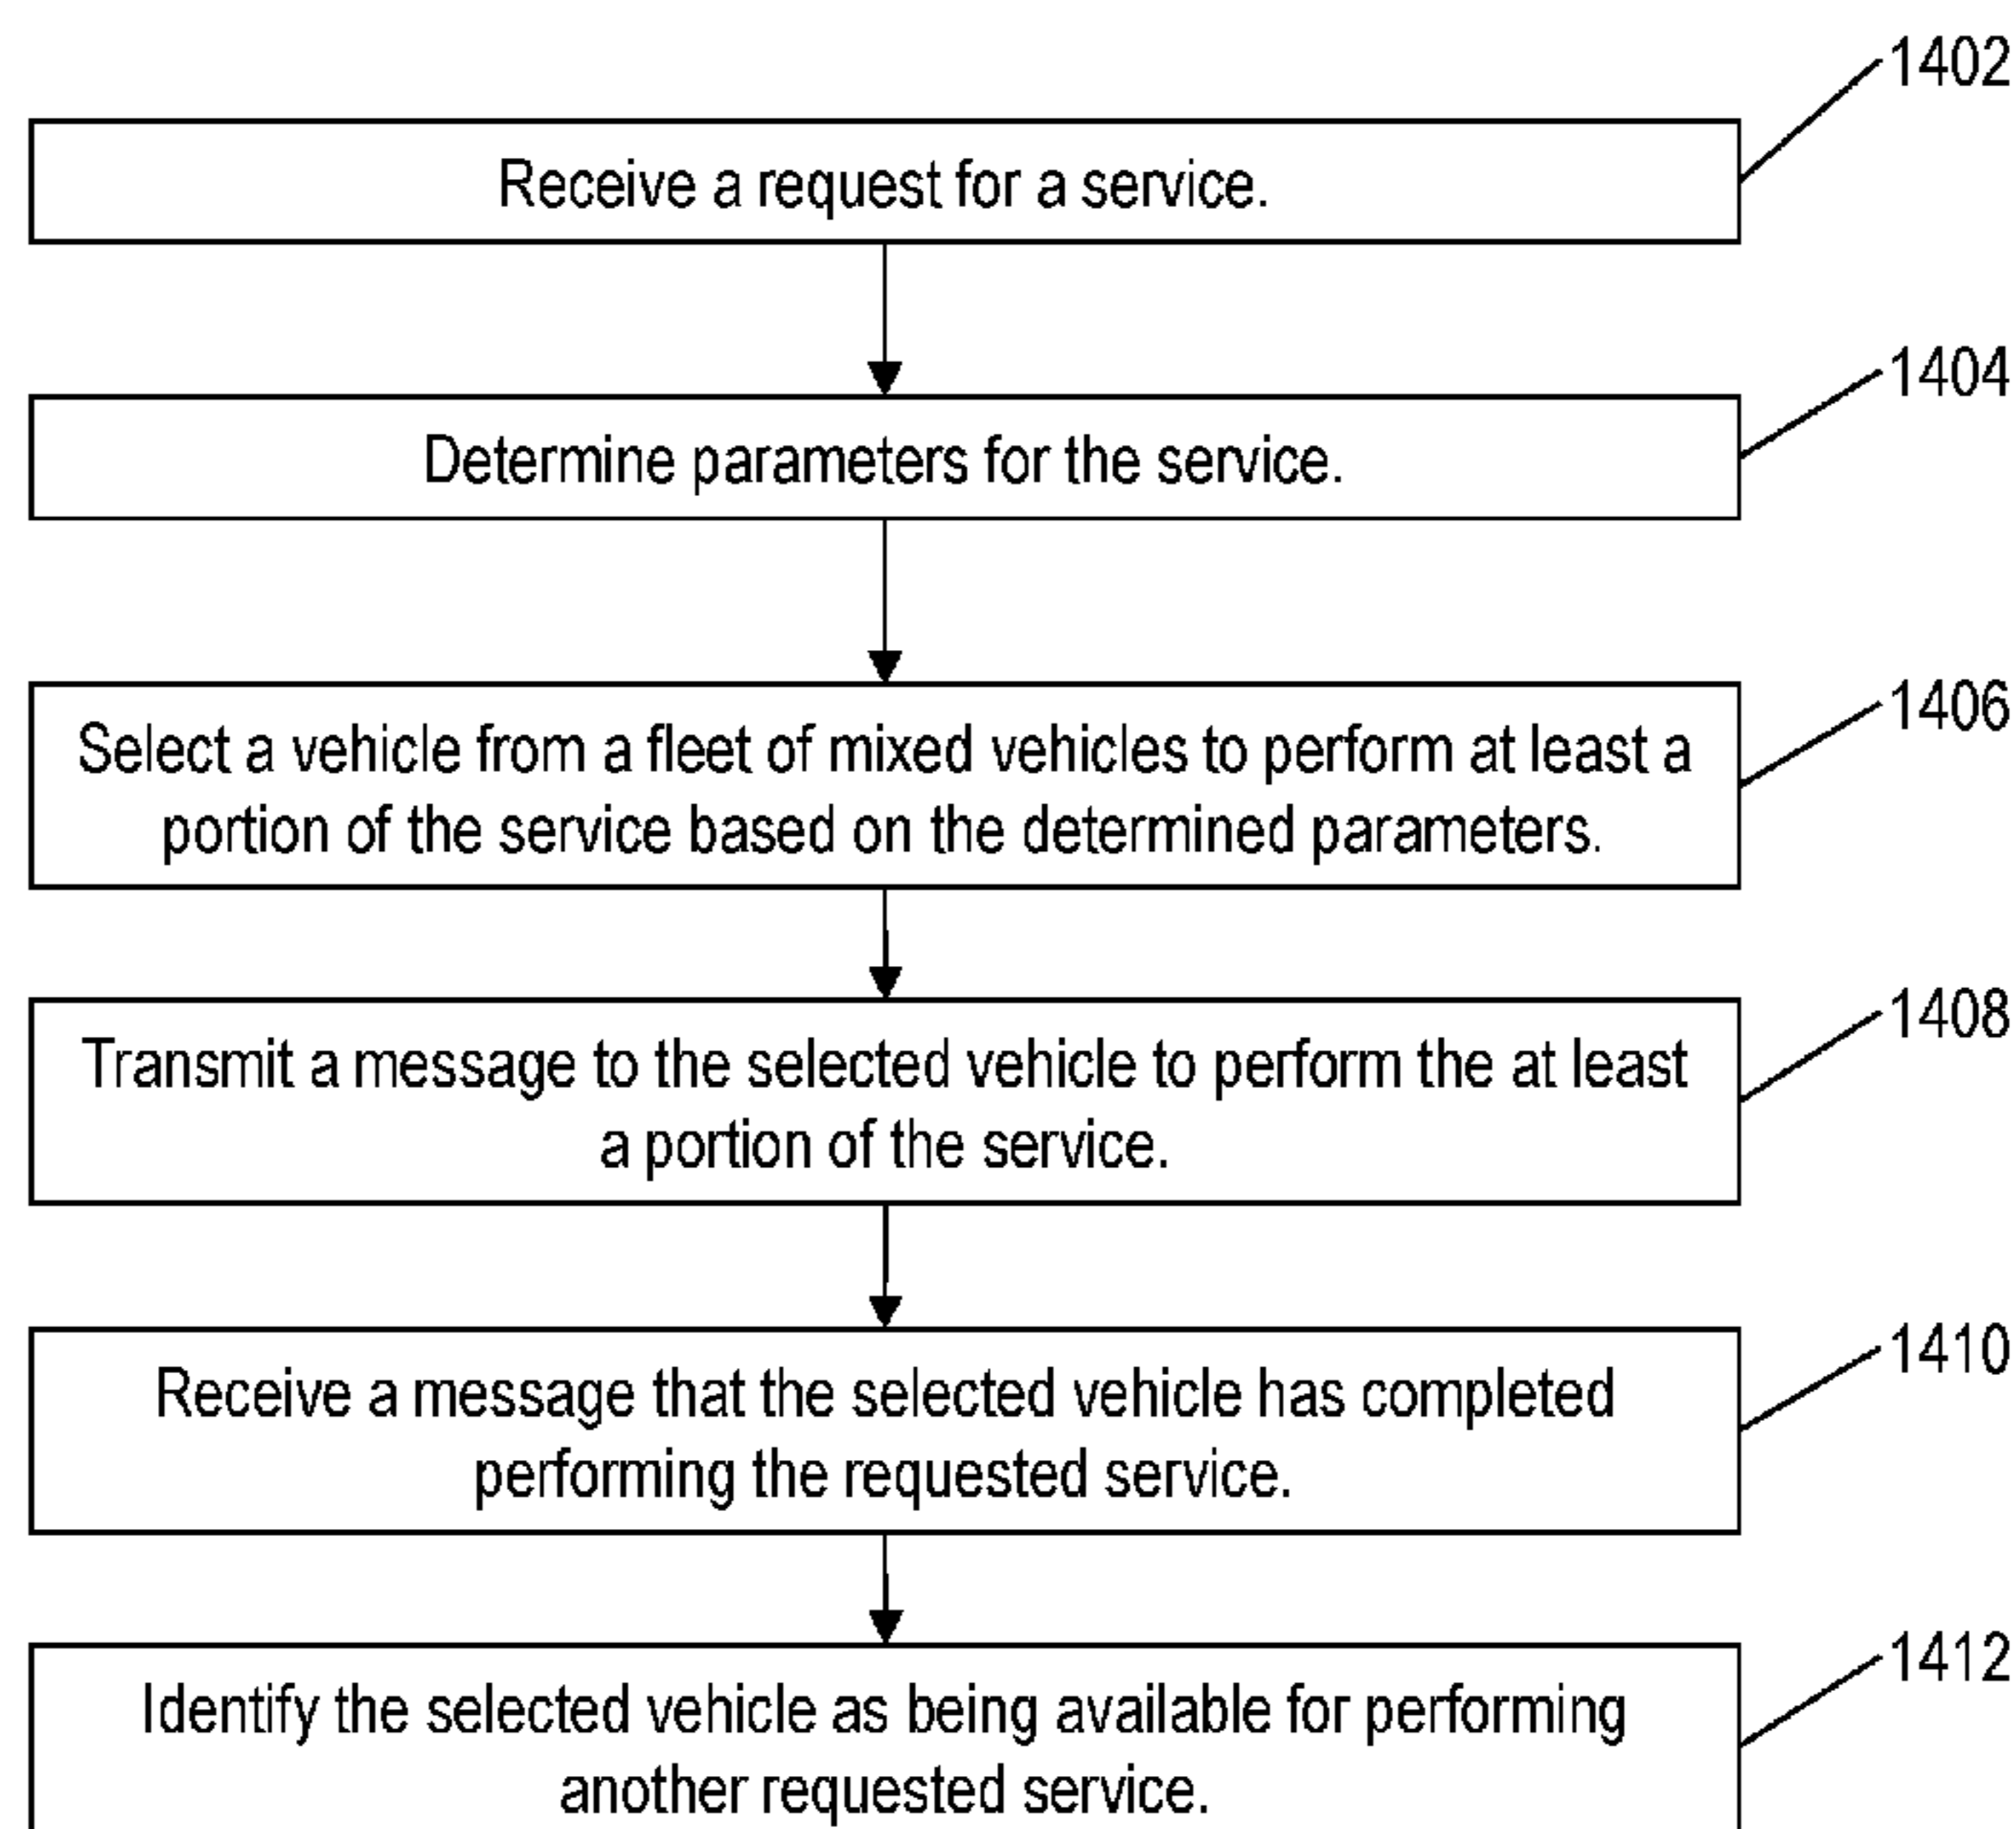 1402
Receive a request for a service.
1404
Determine parameters for the service.
1406
Select a vehicle from a fleet of mixed vehicles to perform at least a
portion of the service based on the determined parameters.
1408
Transmit a message to the selected vehicle to perform the at least
a portion of the service.
1410
Receive a message that the selected vehicle has completed
performing the requested service.
1412
Identify the selected vehicle as being available for performing
another requested service.